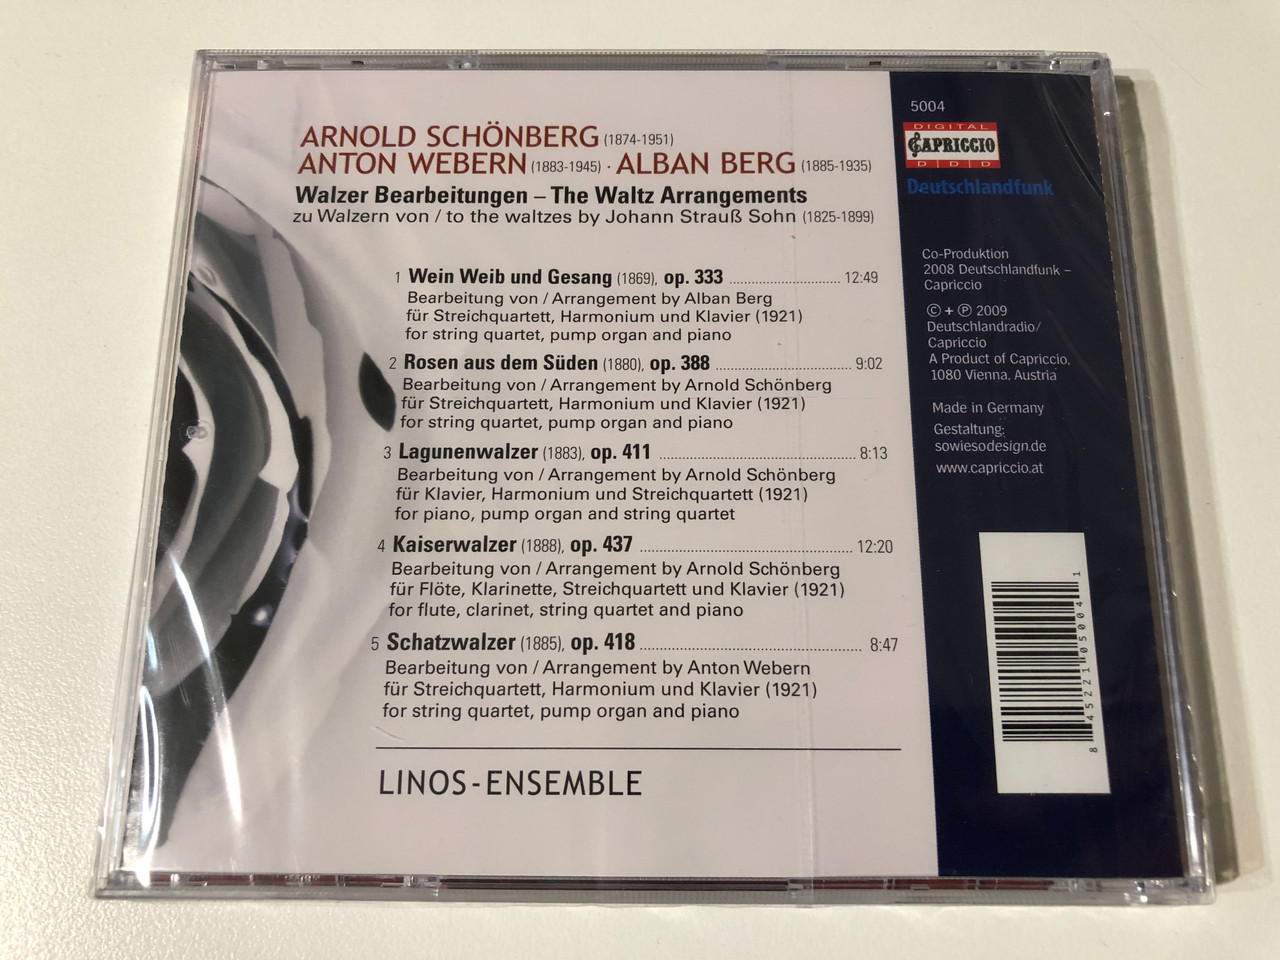 ARNOLD SCHÖNBERG (1874-1951)
ANTON WEBERN (1883-1945) · ALBAN BERG (1885-1935)
Walzer Bearbeitungen – The Waltz Arrangements
zu Walzern von / to the waltzes by Johann Strauß Sohn (1825-1899)
1 Wein Weib und Gesang (1869), op. 333 ............................... 12:49
Bearbeitung von / Arrangement by Alban Berg
für Streichquartett, Harmonium und Klavier (1921)
for string quartet, pump organ and piano
2 Rosen aus dem Süden (1880), op. 388 ..................................... 9:02
Bearbeitung von / Arrangement by Arnold Schönberg
für Streichquartett, Harmonium und Klavier (1921)
for string quartet, pump organ and piano
3 Lagunenwalzer (1883), op. 411 ..................................................... 8:13
Bearbeitung von / Arrangement by Arnold Schönberg
für Klavier, Harmonium und Streichquartett (1921)
for piano, pump organ and string quartet
4 Kaiserwalzer (1888), op. 437 ........................................................ 12:20
Bearbeitung von / Arrangement by Arnold Schönberg
für Flöte, Klarinette, Streichquartett und Klavier (1921)
for flute, clarinet, string quartet and piano
5 Schatzwalzer (1885), op. 418 ......................................................... 8:47
Bearbeitung von / Arrangement by Anton Webern
für Streichquartett, Harmonium und Klavier (1921)
for string quartet, pump organ and piano
LINOS-ENSEMBLE
5004
DIGITAL
CAPRICCIO
D|D|D
Deutschlandfunk
Co-Produktion
2008 Deutschlandfunk –
Capriccio
© + ℗ 2009
Deutschlandradio/
Capriccio
A Product of Capriccio,
1080 Vienna, Austria
Made in Germany
Gestaltung:
sowiesodesign.de
www.capriccio.at
8 45221 05004 1